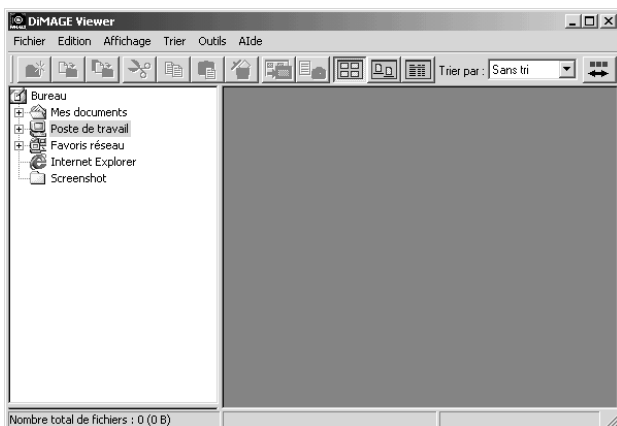 DiMAGE Viewer
Fichier Edition Affichage Trier Outils AIde
Trier par : Sans tri
Bureau
Mes documents
Poste de travail
Favoris réseau
Internet Explorer
Screenshot
Nombre total de fichiers : 0 (0 B)